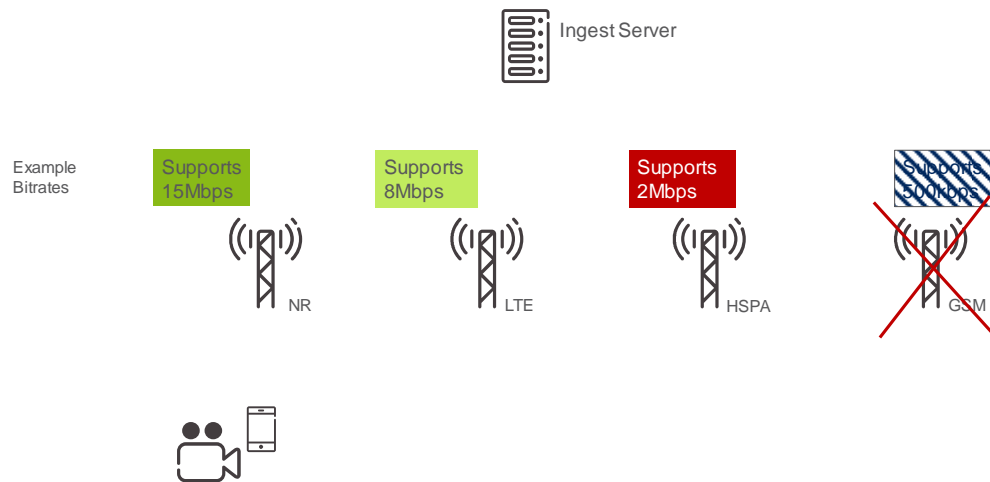 Ingest Server
Example
Bitrates
Supports
15Mbps
Supports
8Mbps
Supports
2Mbps
Supports
500kbps
NR
LTE
HSPA
GSM